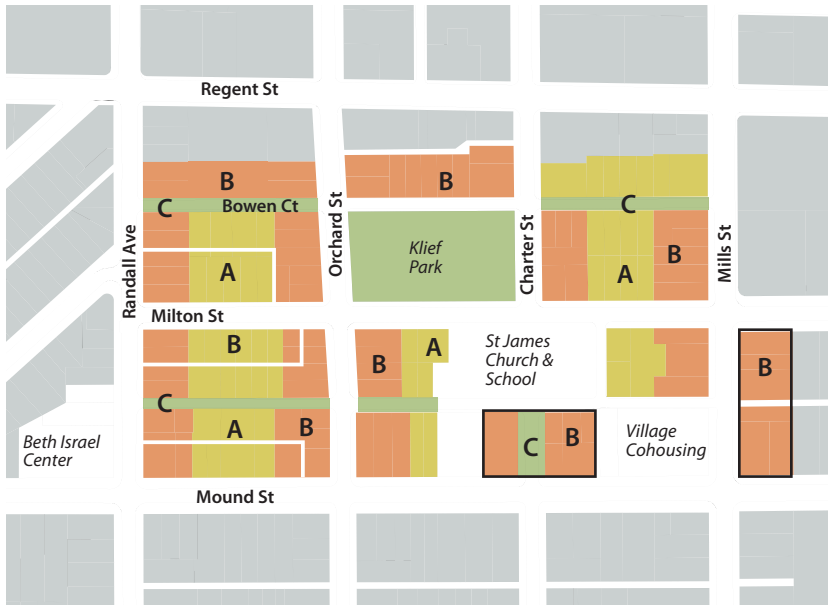 Regent St
B
B
C
Bowen Ct
C
Randall Ave
Orchard St
Klief
Park
Charter St
B
Mills St
A
A
Milton St
B
A
B
St James
Church &
School
B
C
A
B
Beth Israel
Center
C
B
Village
Cohousing
Mound St